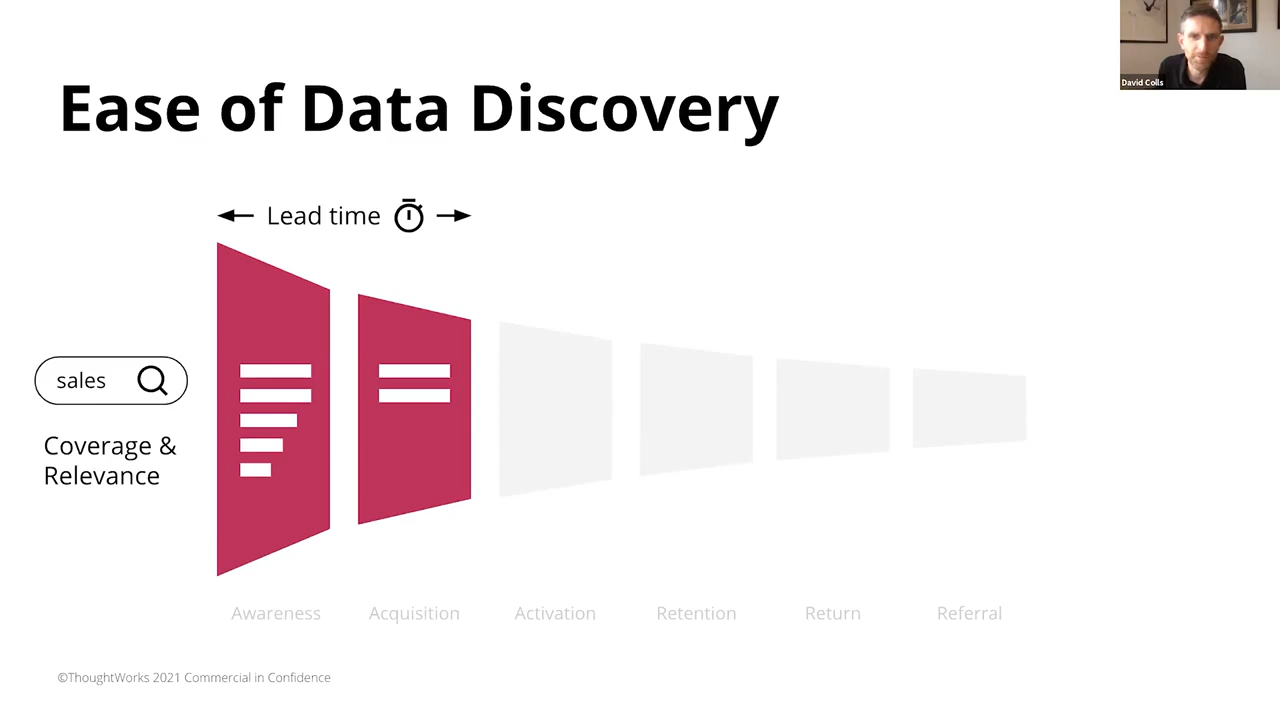 David Colls
Ease of Data Discovery
Lead time
sales
Coverage &
Relevance
Awareness
Acquisition
Activation
Retention
Return
Referral
©ThoughtWorks 2021 Commercial in Confidence